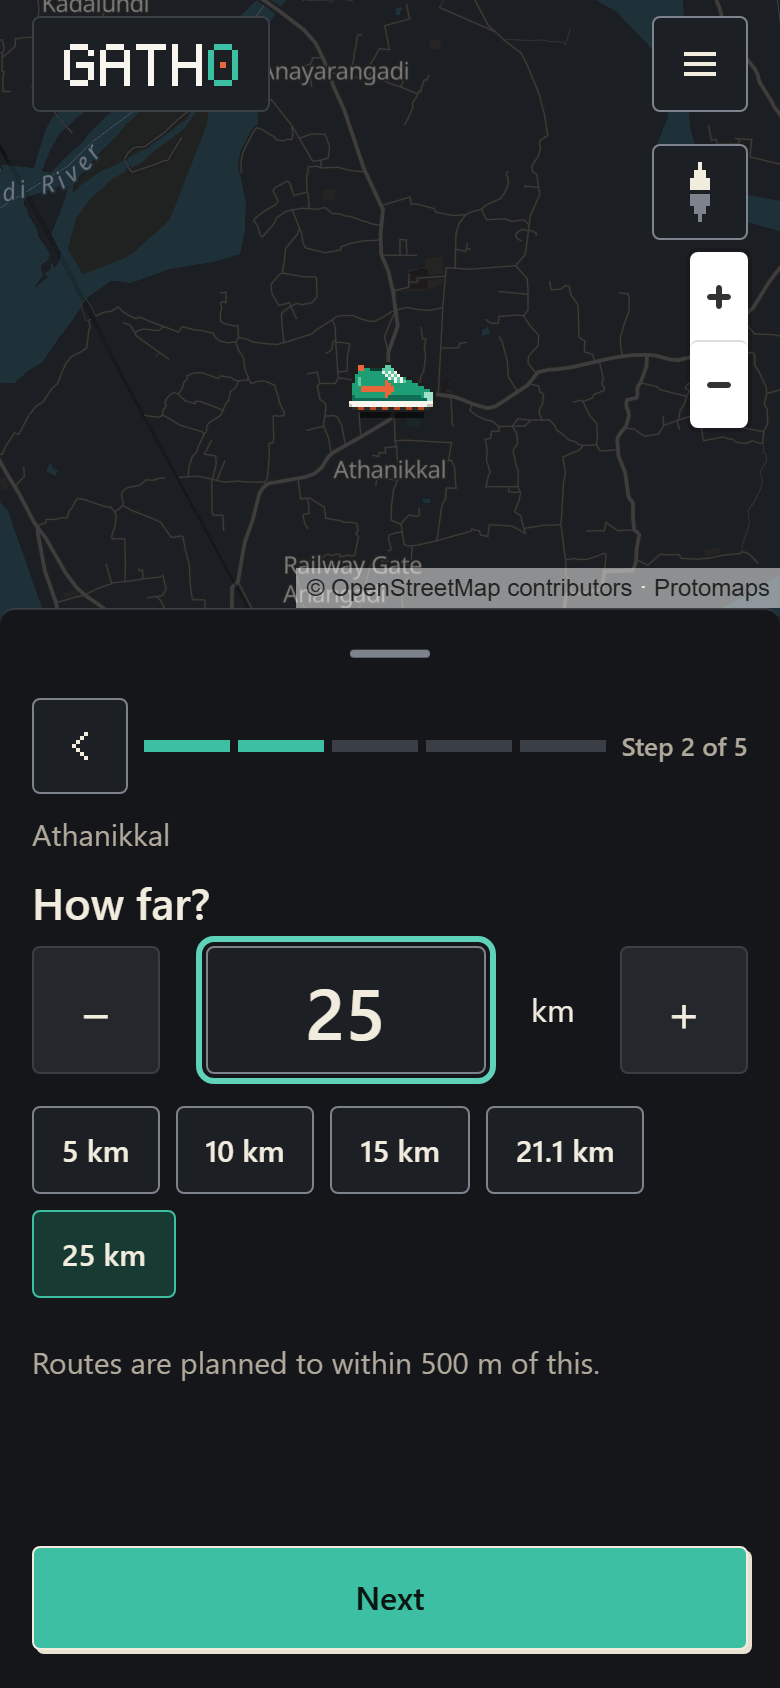 Kadalundi
GATHO
Anayarangadi
di River
+
−
Athanikkal
Railway Gate
Anangadi
© OpenStreetMap contributors · Protomaps
Step 2 of 5
Athanikkal
How far?
− 25 km +
5 km 10 km 15 km 21.1 km
25 km
Routes are planned to within 500 m of this.
Next